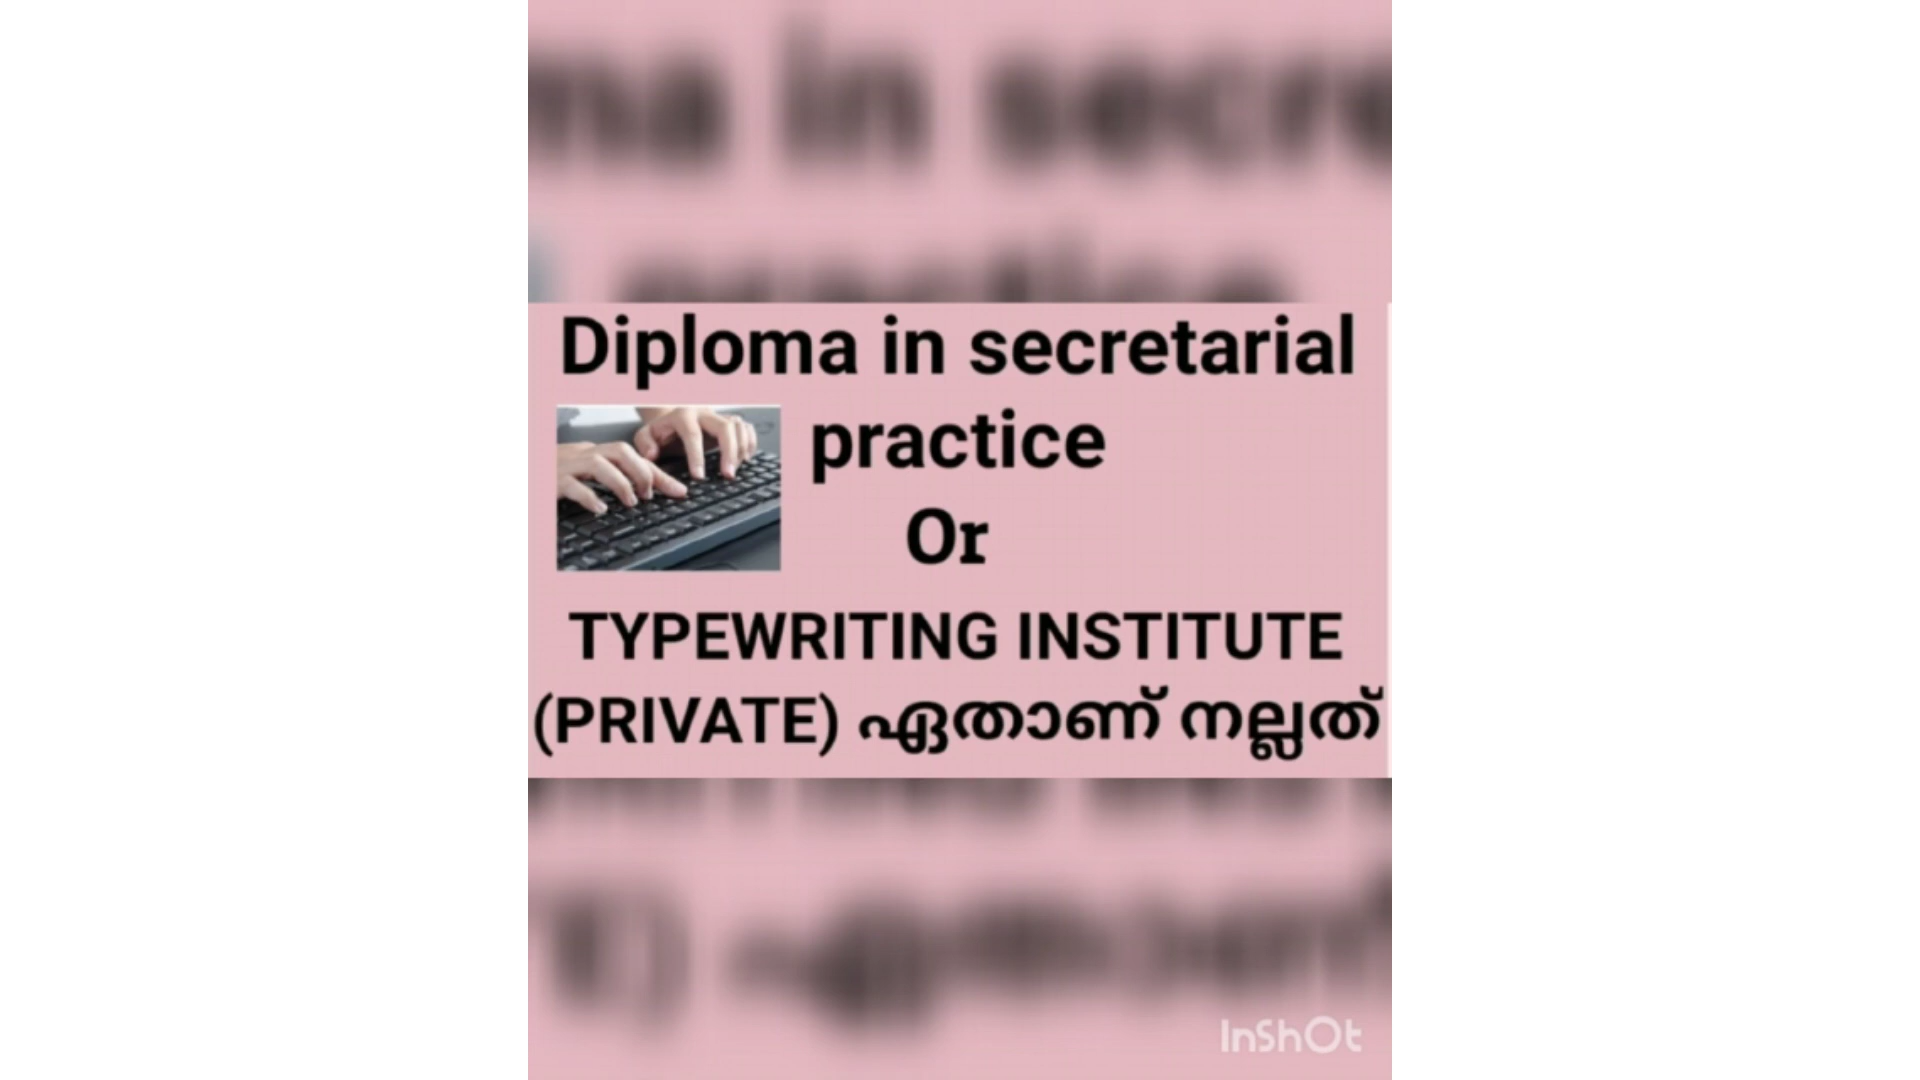 Diploma in secretarial
practice
Or
TYPEWRITING INSTITUTE
(PRIVATE) ഏതാണ് നല്ലത്
InShOt